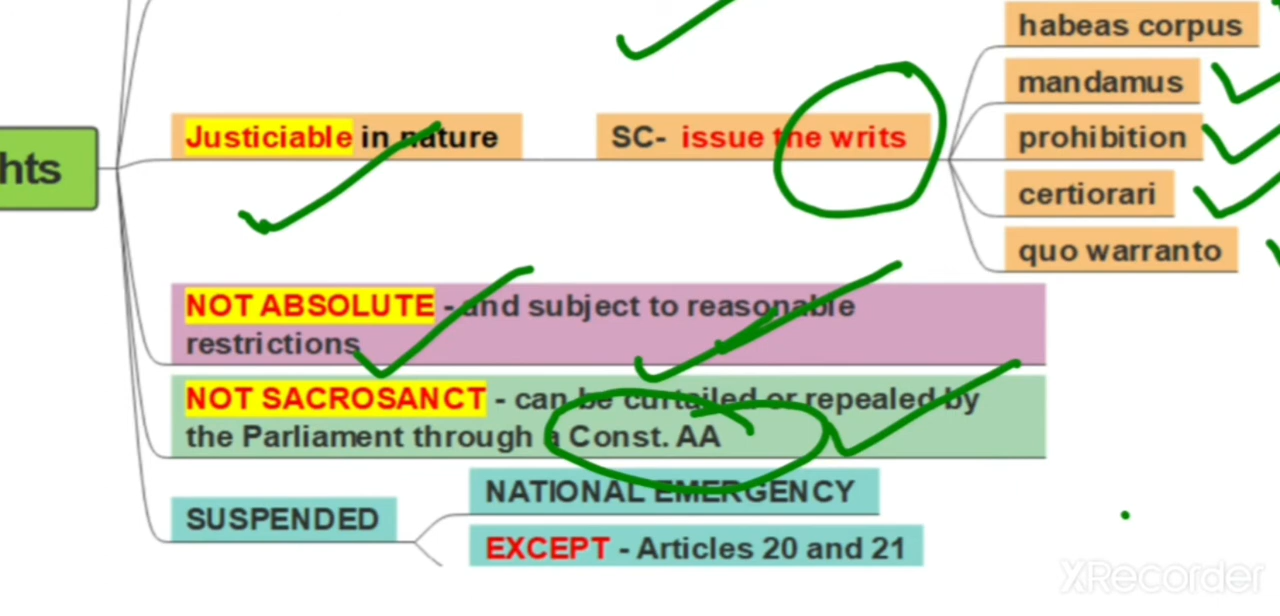 hts
Justiciable in nature
SC- issue the writs
habeas corpus
mandamus
prohibition
certiorari
quo warranto
NOT ABSOLUTE - and subject to reasonable
restrictions
NOT SACROSANCT - can be curtailed or repealed by
the Parliament through a Const. AA
SUSPENDED
NATIONAL EMERGENCY
EXCEPT - Articles 20 and 21
XRecorder